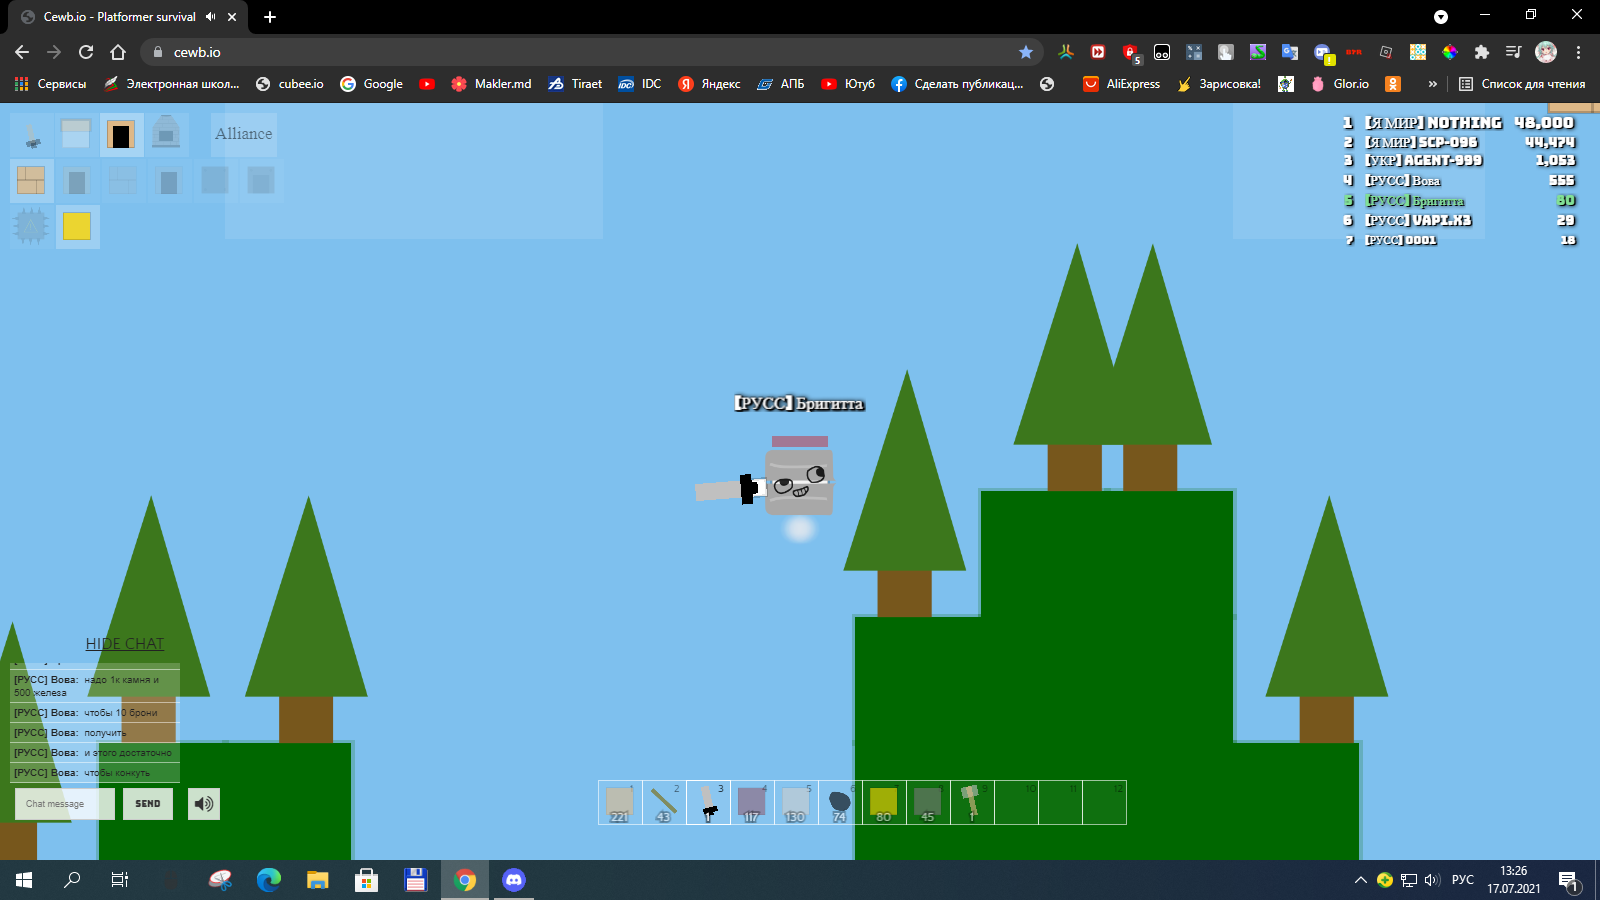 Cewb.io - Platformer survival
cewb.io
5
Сервисы
Электронная школ...
cubee.io
Google
Makler.md
Tiraet
IDC
Яндекс
АПБ
Ютуб
Сделать публикац...
AliExpress
Зарисовка!
Glor.io
Список для чтения
Alliance
1 [Я МИР] NOTHING 48,000
2 [Я МИР] SCP-096 44,474
3 [УКР] AGENT-999 1,053
4 [РУСС] Вова 555
5 [РУСС] Бригитта 80
6 [РУСС] VAPI.X3 29
7 [РУСС] 0001 18
[РУСС] Бригитта
HIDE CHAT
[РУСС] Вова: надо 1к камня и
500 железа
[РУСС] Вова: чтобы 10 брони
[РУСС] Вова: получить
[РУСС] Вова: и этого достаточно
[РУСС] Вова: чтобы конкуть
Chat message
SEND
1 2 3 4 5 6 7 8 9 10 11 12
221 43 1 117 130 74 80 45 1
РУС
13:26
17.07.2021
1